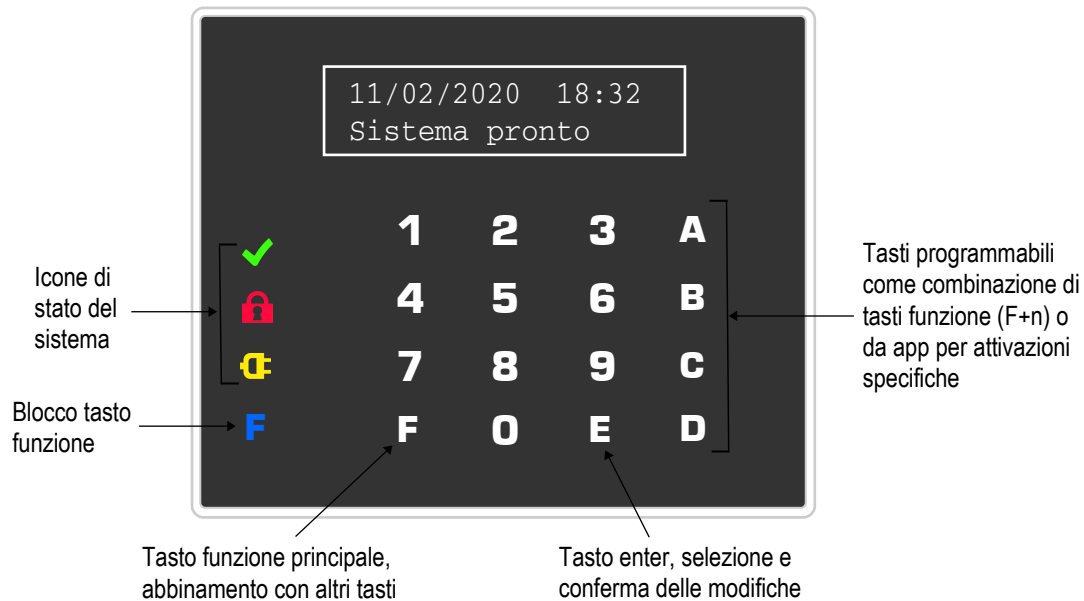 11/02/2020 18:32
Sistema pronto
1 2 3 A
4 5 6 B
7 8 9 C
F F 0 E D
Icone di
stato del
sistema
Blocco tasto
funzione
Tasti programmabili
come combinazione di
tasti funzione (F+n) o
da app per attivazioni
specifiche
Tasto funzione principale,
abbinamento con altri tasti
Tasto enter, selezione e
conferma delle modifiche